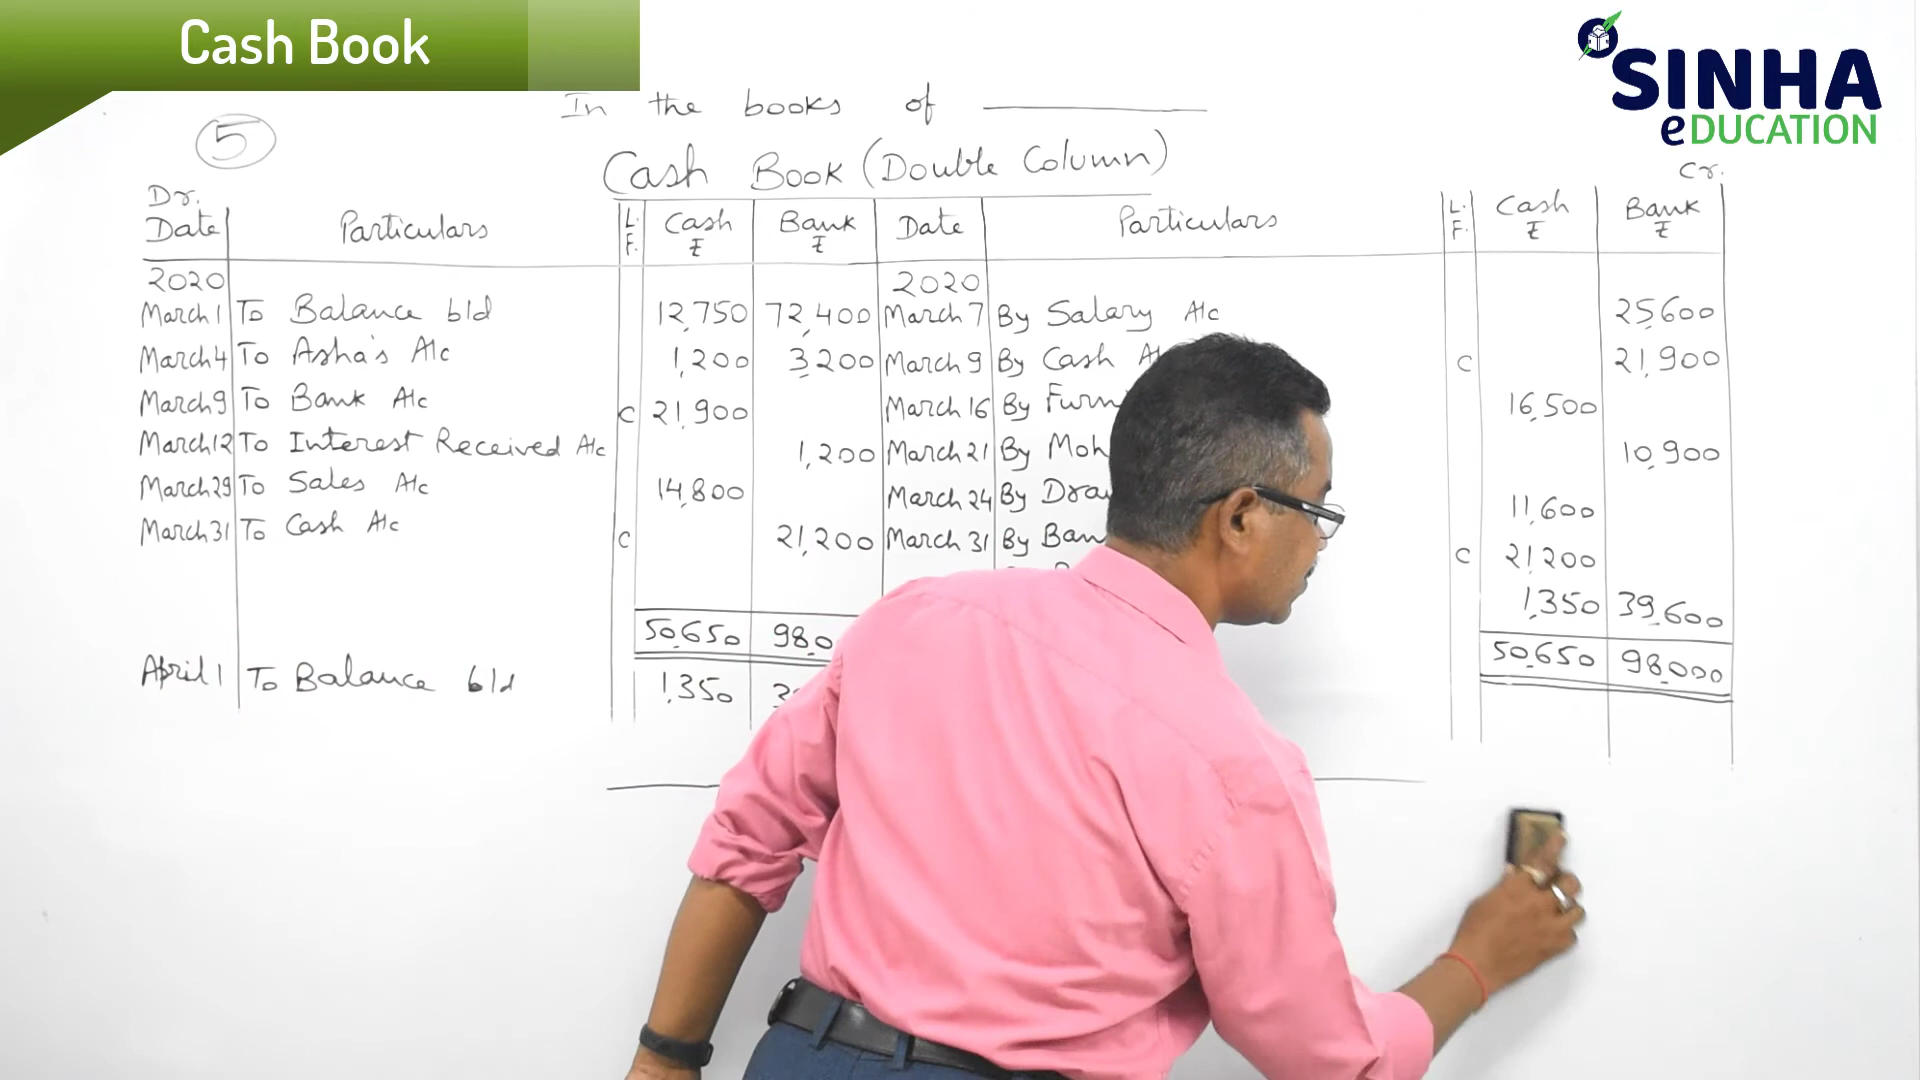 Cash Book
SINHA
eDUCATION
In the books of
5
Cash Book (Double Column)
Dr. Cr.
Date Particulars L.F. Cash ₹ Bank ₹ Date Particulars L.F. Cash ₹ Bank ₹
2020 2020
March 1 To Balance b/d 12,750 72,400 March 7 By Salary A/c 25,600
March 4 To Asha's A/c 1,200 3,200 March 9 By Cash C 21,900
March 9 To Bank A/c C 21,900 March 16 By 16,500
March 12 To Interest Received A/c 1,200 March 21 By 10,900
March 29 To Sales A/c 14,800 March 24 By 11,600
March 31 To Cash A/c C 21,200 March 31 By C 21,200
1,350 39,600
50,650 50,650 98,000
April 1 To Balance b/d 1,350